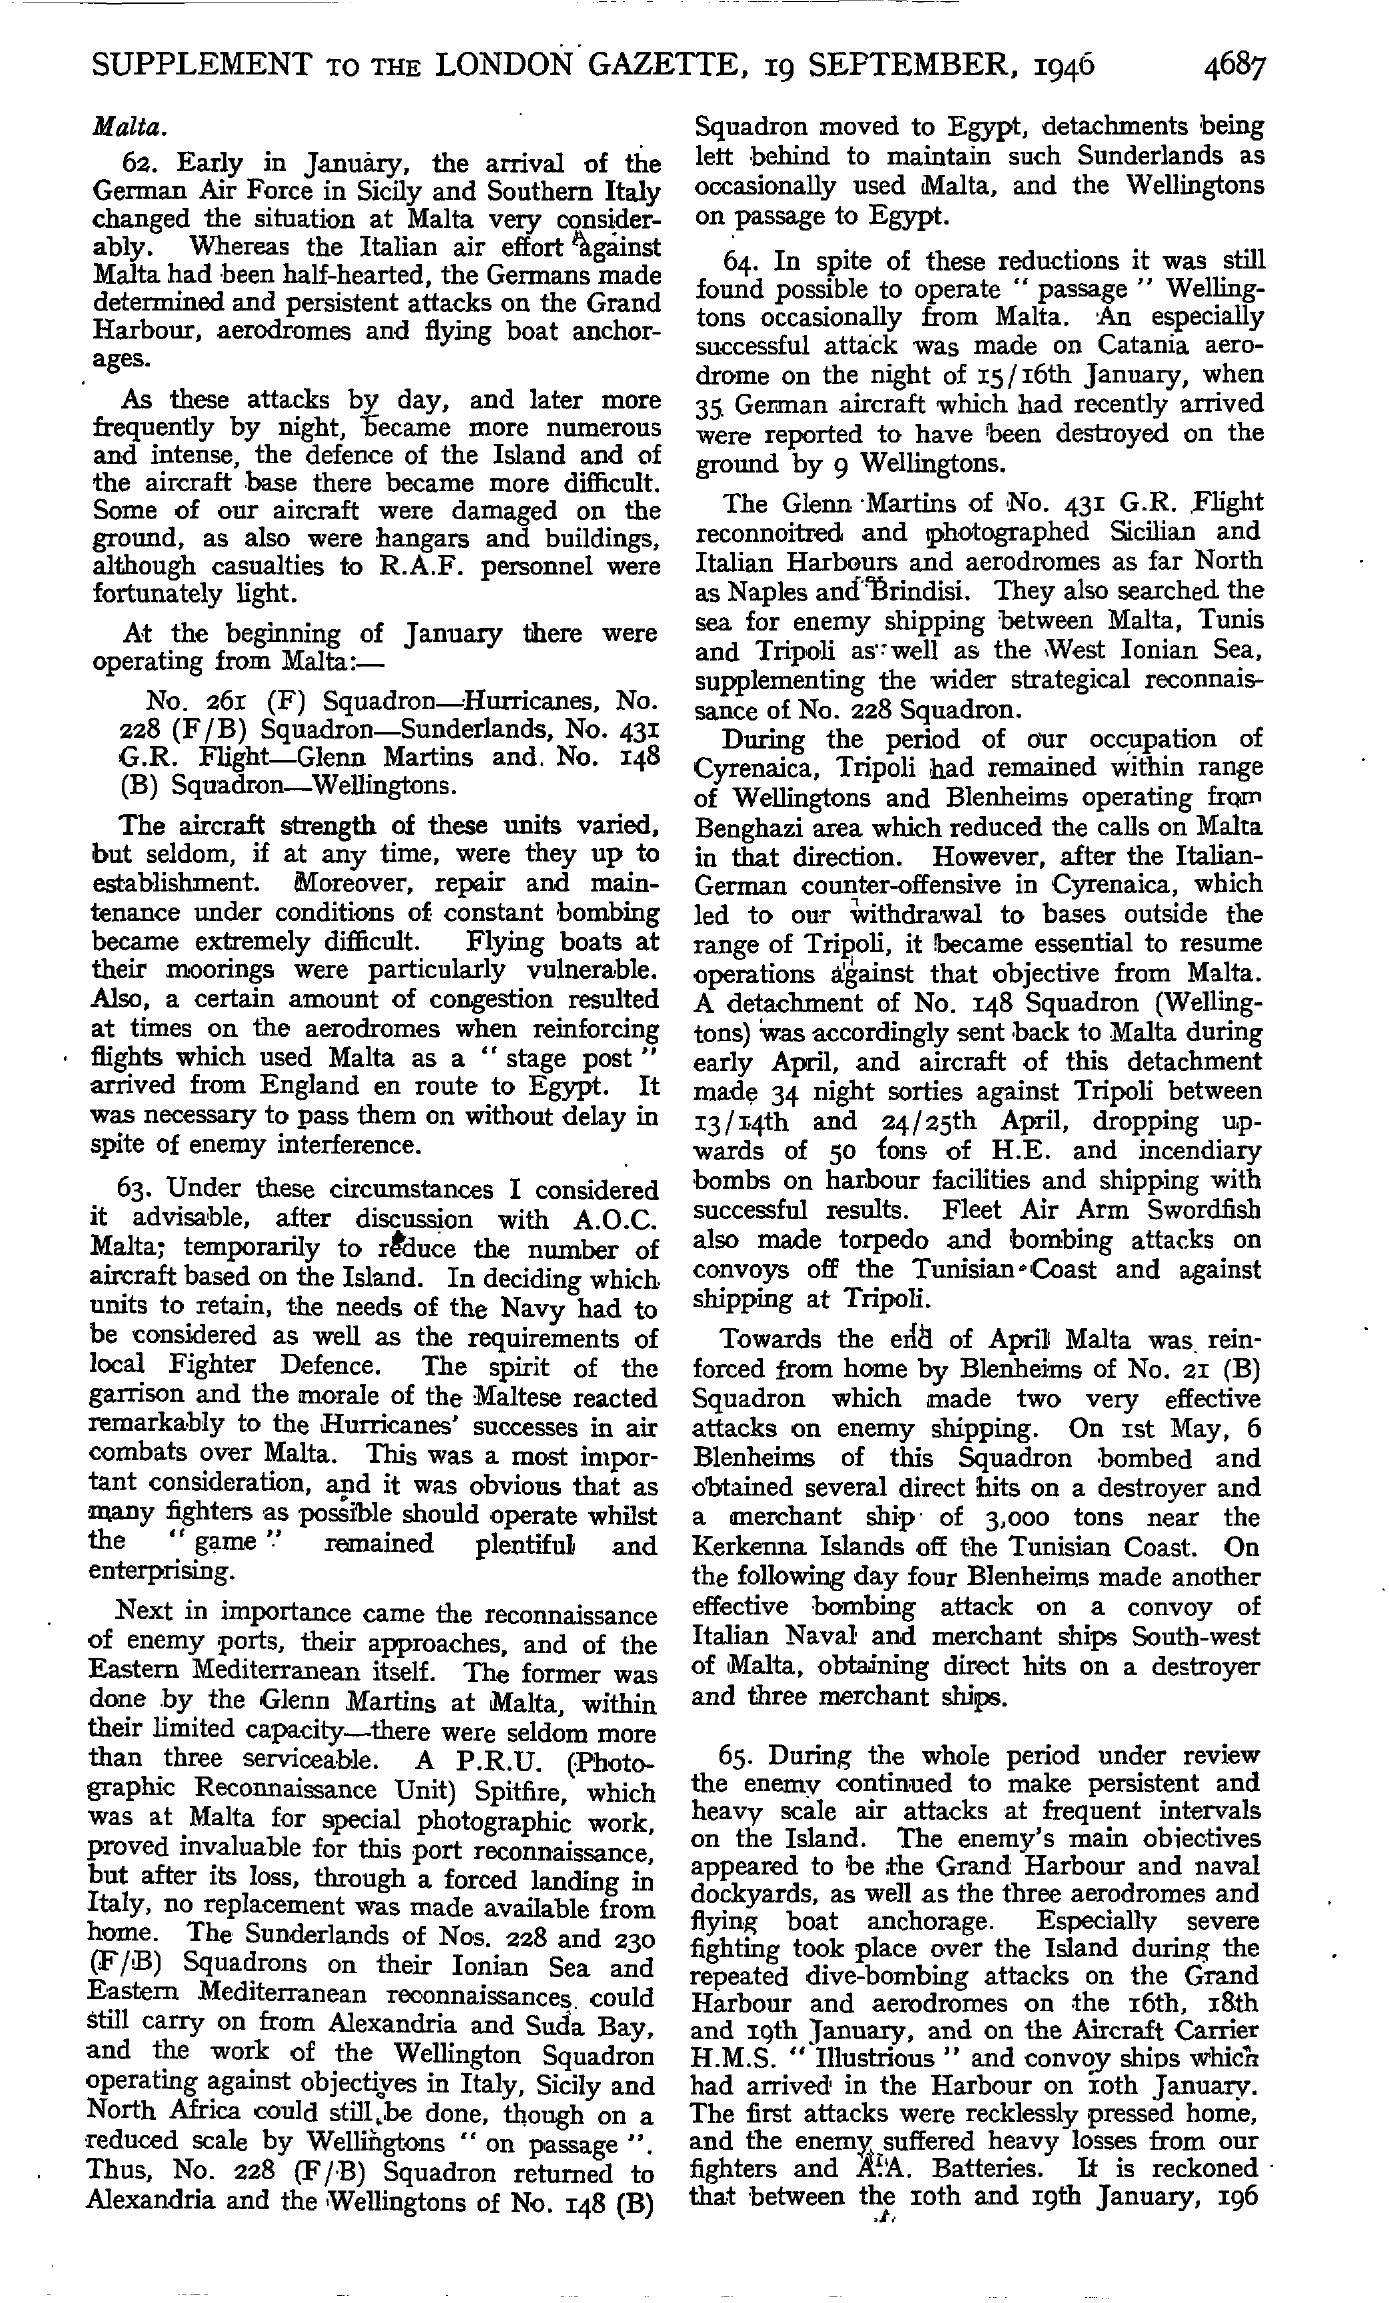 SUPPLEMENT TO THE LONDON GAZETTE, 19 SEPTEMBER, 1946 4687
Malta.
62. Early in January, the arrival of the
German Air Force in Sicily and Southern Italy
changed the situation at Malta very consider-
ably. Whereas the Italian air effort against
Malta had been half-hearted, the Germans made
determined and persistent attacks on the Grand
Harbour, aerodromes and flying boat anchor-
ages.
As these attacks by day, and later more
frequently by night, became more numerous
and intense, the defence of the Island and of
the aircraft base there became more difficult.
Some of our aircraft were damaged on the
ground, as also were hangars and buildings,
although casualties to R.A.F. personnel were
fortunately light.
At the beginning of January there were
operating from Malta:—
No. 261 (F) Squadron—Hurricanes, No.
228 (F/B) Squadron—Sunderlands, No. 431
G.R. Flight—Glenn Martins and No. 148
(B) Squadron—Wellingtons.
The aircraft strength of these units varied,
but seldom, if at any time, were they up to
establishment. Moreover, repair and main-
tenance under conditions of constant bombing
became extremely difficult. Flying boats at
their moorings were particularly vulnerable.
Also, a certain amount of congestion resulted
at times on the aerodromes when reinforcing
flights which used Malta as a “ stage post ”
arrived from England en route to Egypt. It
was necessary to pass them on without delay in
spite of enemy interference.
63. Under these circumstances I considered
it advisable, after discussion with A.O.C.
Malta; temporarily to reduce the number of
aircraft based on the Island. In deciding which
units to retain, the needs of the Navy had to
be considered as well as the requirements of
local Fighter Defence. The spirit of the
garrison and the morale of the Maltese reacted
remarkably to the Hurricanes’ successes in air
combats over Malta. This was a most impor-
tant consideration, and it was obvious that as
many fighters as possible should operate whilst
the “ game ” remained plentiful and
enterprising.
Next in importance came the reconnaissance
of enemy ports, their approaches, and of the
Eastern Mediterranean itself. The former was
done by the Glenn Martins at Malta, within
their limited capacity—there were seldom more
than three serviceable. A P.R.U. (Photo-
graphic Reconnaissance Unit) Spitfire, which
was at Malta for special photographic work,
proved invaluable for this port reconnaissance,
but after its loss, through a forced landing in
Italy, no replacement was made available from
home. The Sunderlands of Nos. 228 and 230
(F/B) Squadrons on their Ionian Sea and
Eastern Mediterranean reconnaissances could
still carry on from Alexandria and Suda Bay,
and the work of the Wellington Squadron
operating against objectives in Italy, Sicily and
North Africa could still be done, though on a
reduced scale by Wellingtons “ on passage ”.
Thus, No. 228 (F/B) Squadron returned to
Alexandria and the Wellingtons of No. 148 (B)
Squadron moved to Egypt, detachments being
left behind to maintain such Sunderlands as
occasionally used Malta, and the Wellingtons
on passage to Egypt.
64. In spite of these reductions it was still
found possible to operate “ passage ” Welling-
tons occasionally from Malta. An especially
successful attack was made on Catania aero-
drome on the night of 15/16th January, when
35 German aircraft which had recently arrived
were reported to have been destroyed on the
ground by 9 Wellingtons.
The Glenn Martins of No. 431 G.R. Flight
reconnoitred and photographed Sicilian and
Italian Harbours and aerodromes as far North
as Naples and Brindisi. They also searched the
sea for enemy shipping between Malta, Tunis
and Tripoli as well as the West Ionian Sea,
supplementing the wider strategical reconnais-
sance of No. 228 Squadron.
During the period of our occupation of
Cyrenaica, Tripoli had remained within range
of Wellingtons and Blenheims operating from
Benghazi area which reduced the calls on Malta
in that direction. However, after the Italian-
German counter-offensive in Cyrenaica, which
led to our withdrawal to bases outside the
range of Tripoli, it became essential to resume
operations against that objective from Malta.
A detachment of No. 148 Squadron (Welling-
tons) was accordingly sent back to Malta during
early April, and aircraft of this detachment
made 34 night sorties against Tripoli between
13/14th and 24/25th April, dropping up-
wards of 50 tons of H.E. and incendiary
bombs on harbour facilities and shipping with
successful results. Fleet Air Arm Swordfish
also made torpedo and bombing attacks on
convoys off the Tunisian Coast and against
shipping at Tripoli.
Towards the end of April Malta was rein-
forced from home by Blenheims of No. 21 (B)
Squadron which made two very effective
attacks on enemy shipping. On 1st May, 6
Blenheims of this Squadron bombed and
obtained several direct hits on a destroyer and
a merchant ship of 3,000 tons near the
Kerkenna Islands off the Tunisian Coast. On
the following day four Blenheims made another
effective bombing attack on a convoy of
Italian Naval and merchant ships South-west
of Malta, obtaining direct hits on a destroyer
and three merchant ships.
65. During the whole period under review
the enemy continued to make persistent and
heavy scale air attacks at frequent intervals
on the Island. The enemy’s main objectives
appeared to be the Grand Harbour and naval
dockyards, as well as the three aerodromes and
flying boat anchorage. Especially severe
fighting took place over the Island during the
repeated dive-bombing attacks on the Grand
Harbour and aerodromes on the 16th, 18th
and 19th January, and on the Aircraft Carrier
H.M.S. “ Illustrious ” and convoy ships which
had arrived in the Harbour on 10th January.
The first attacks were recklessly pressed home,
and the enemy suffered heavy losses from our
fighters and A.A. Batteries. It is reckoned
that between the 10th and 19th January, 196